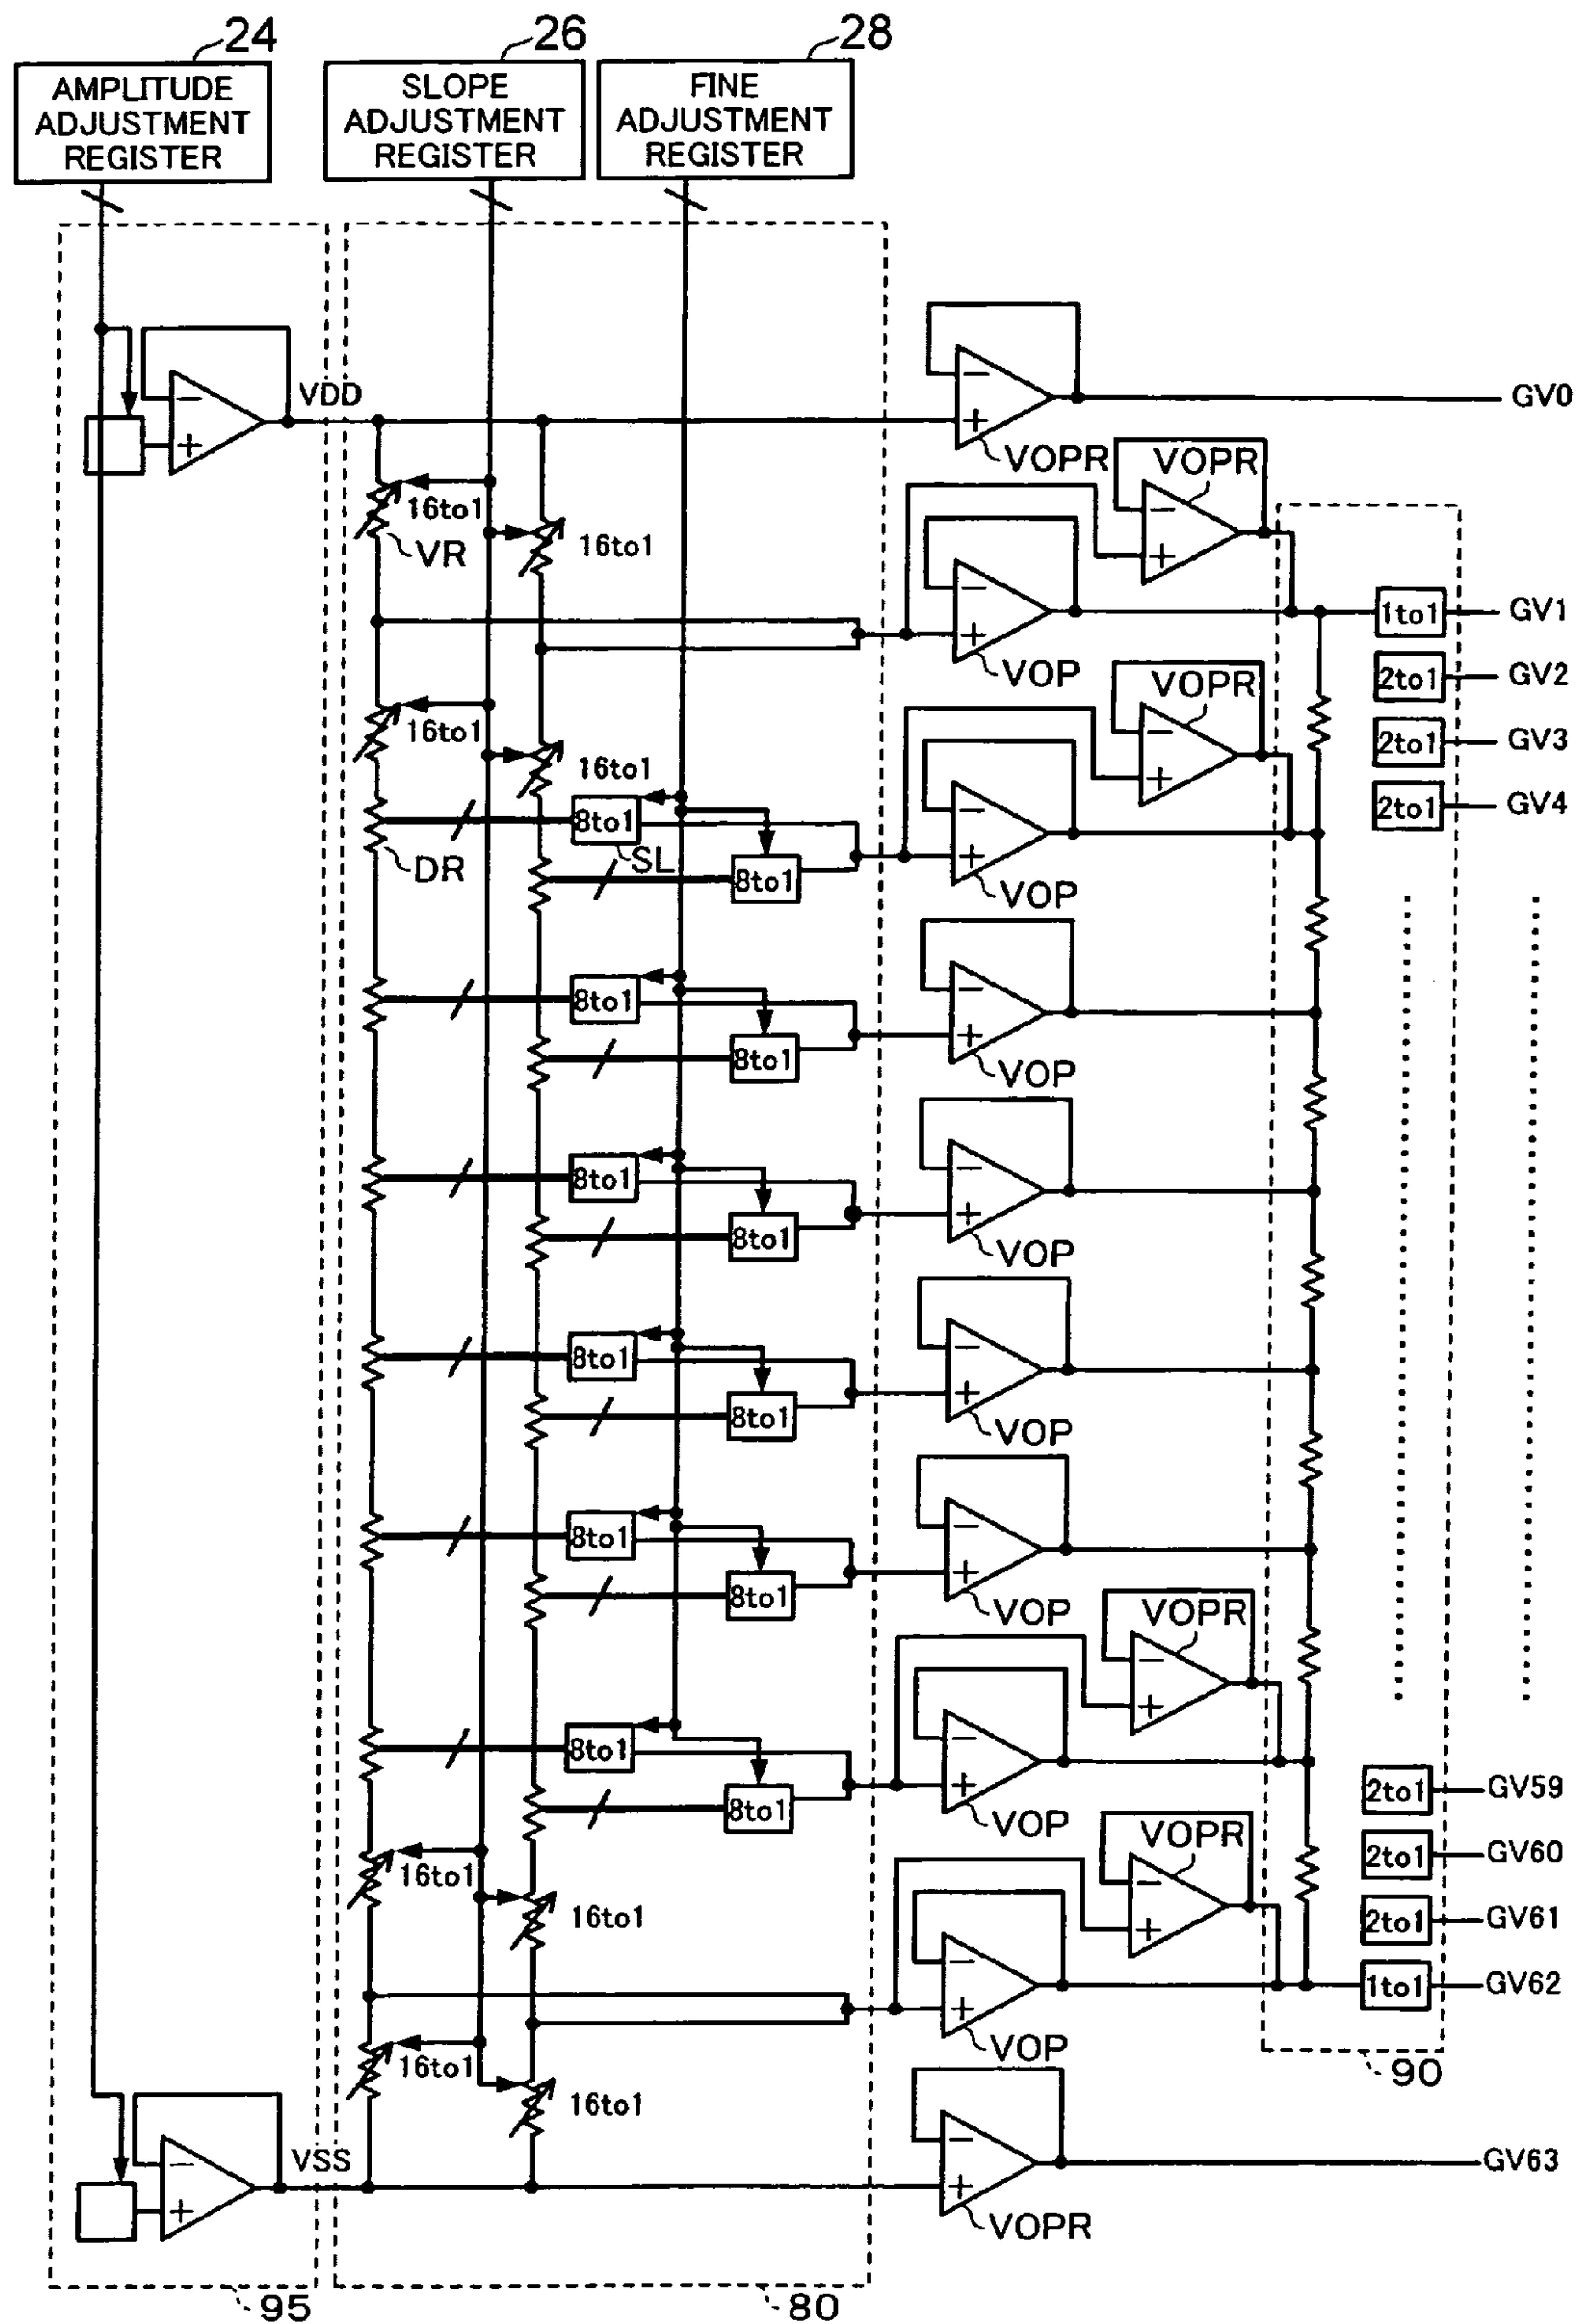 24
26
28
AMPLITUDE
ADJUSTMENT
REGISTER
SLOPE
ADJUSTMENT
REGISTER
FINE
ADJUSTMENT
REGISTER
VDD
−
+
−
+
GV0
VOPR
VOPR
−
+
16to1
VR
16to1
−
+
1to1
GV1
VOP
2to1
GV2
VOPR
−
+
16to1
2to1
GV3
16to1
−
+
2to1
GV4
8to1
SL
DR
8to1
VOP
−
+
8to1
8to1
VOP
−
+
8to1
8to1
VOP
−
+
8to1
8to1
VOP
−
+
8to1
8to1
VOP
VOPR
−
+
−
+
8to1
8to1
VOP
2to1
GV59
VOPR
−
+
2to1
GV60
16to1
16to1
2to1
GV61
−
+
1to1
GV62
VOP
16to1
16to1
90
VSS
−
+
−
+
GV63
VOPR
95
80